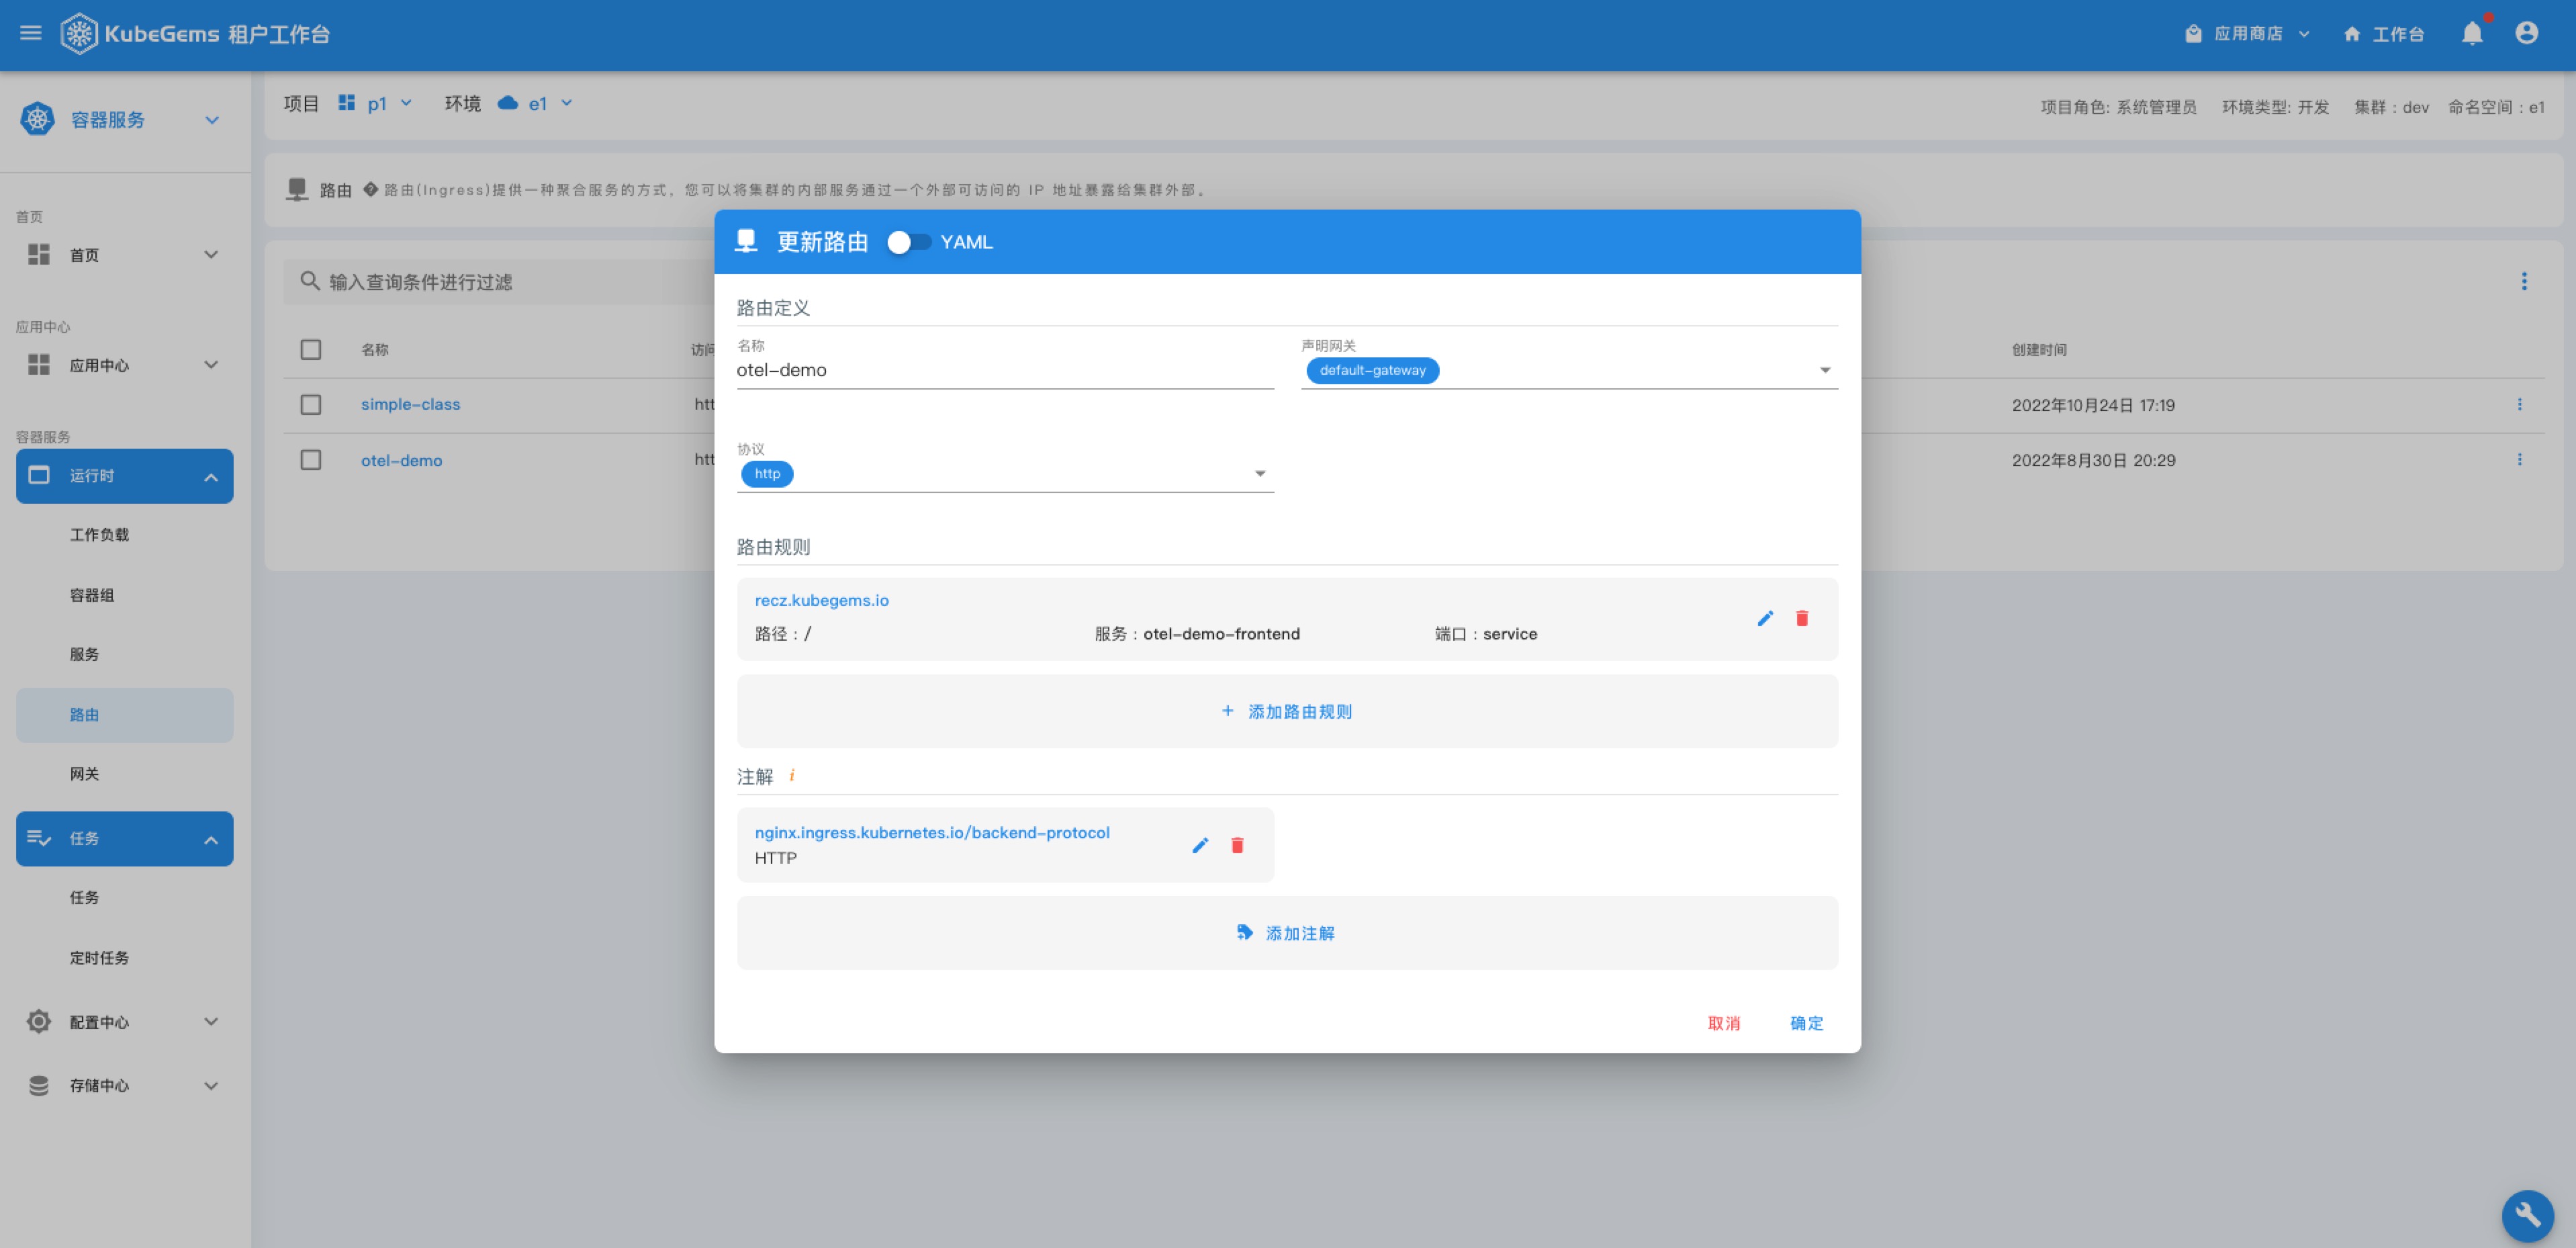 KubeGems 租户工作台
应用商店
工作台
容器服务
项目 p1 环境 e1
项目角色: 系统管理员 环境类型: 开发 集群 : dev 命名空间 : e1
路由 路由(Ingress)提供一种聚合服务的方式，您可以将集群的内部服务通过一个外部可访问的 IP 地址暴露给集群外部。
首页
首页
应用中心
应用中心
容器服务
运行时
工作负载
容器组
服务
路由
网关
任务
任务
定时任务
配置中心
存储中心
输入查询条件进行过滤
名称 访问 创建时间
simple-class htt 2022年10月24日 17:19
otel-demo htt 2022年8月30日 20:29
更新路由 YAML
路由定义
名称
otel-demo
声明网关
default-gateway
协议
http
路由规则
recz.kubegems.io
路径 : / 服务 : otel-demo-frontend 端口 : service
+ 添加路由规则
注解 i
nginx.ingress.kubernetes.io/backend-protocol
HTTP
添加注解
取消 确定